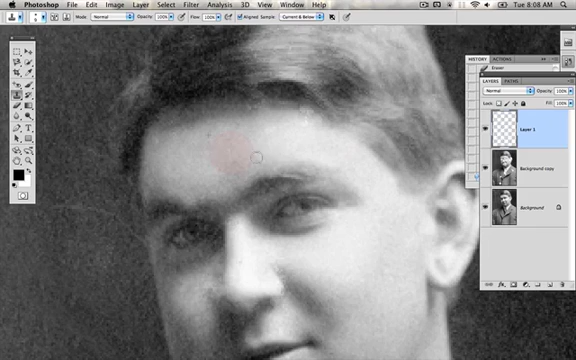 Photoshop File Edit Image Layer Select Filter Analysis 3D View Window Help Tue 8:08 AM
Mode: Normal Opacity: 100% Flow: 100% Aligned Sample: Current & Below
HISTORY ACTIONS
Eraser
LAYERS PATHS
Normal Opacity: 100%
Lock: Fill: 100%
Layer 1
Background copy
Background